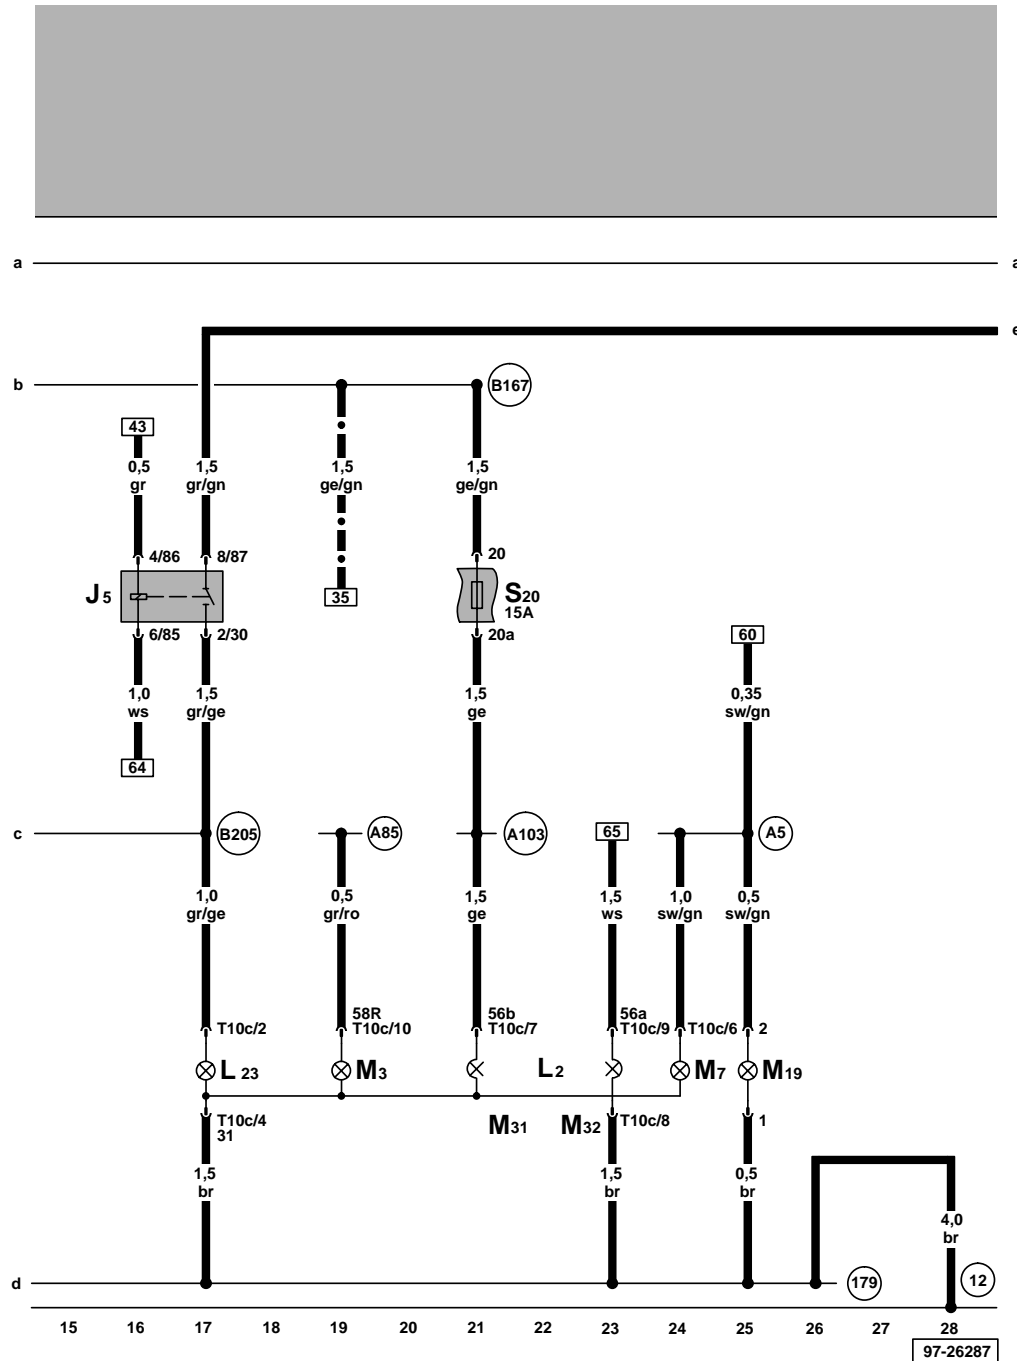 a a
e
b B167
43
0,5 1,5 1,5 1,5
gr gr/gn ge/gn ge/gn
4/86 8/87 20
J5 35 S20
15A
6/85 2/30 20a 60
1,0 1,5 1,5 0,35
ws gr/ge ge sw/gn
64
c B205 A85 A103 65 A5
1,0 0,5 1,5 1,5 1,0 0,5
gr/ge gr/ro ge ws sw/gn sw/gn
58R 56b 56a
T10c/2 T10c/10 T10c/7 T10c/9 T10c/6 2
L23 M3 L2 M7 M19
T10c/4 M31 M32 T10c/8 1
31
1,5 1,5 0,5
br br br
4,0
br
d 179 12
15 16 17 18 19 20 21 22 23 24 25 26 27 28
97-26287